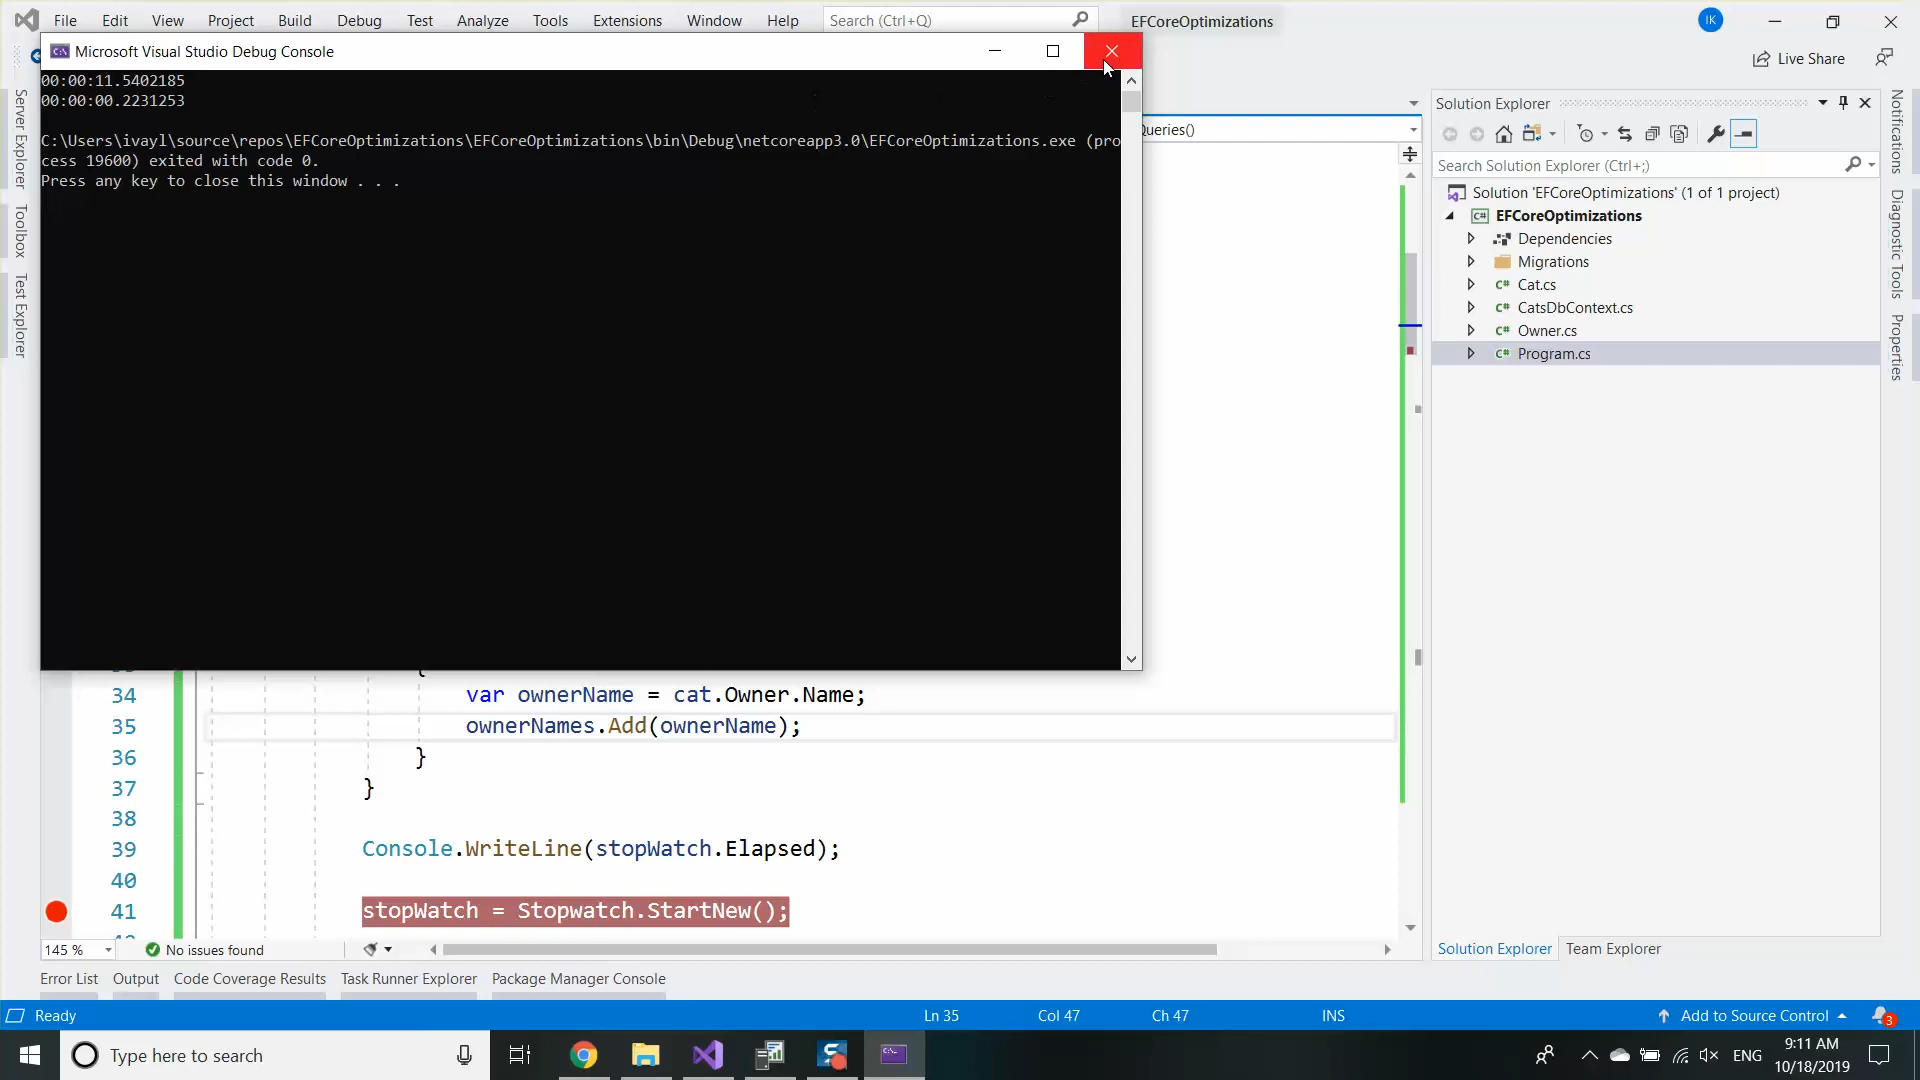 File Edit View Project Build Debug Test Analyze Tools Extensions Window Help Search (Ctrl+Q) EFCoreOptimizations IK
Microsoft Visual Studio Debug Console
Live Share
00:00:11.5402185
00:00:00.2231253
C:\Users\ivayl\source\repos\EFCoreOptimizations\EFCoreOptimizations\bin\Debug\netcoreapp3.0\EFCoreOptimizations.exe (pro
cess 19600) exited with code 0.
Press any key to close this window . . .
Server Explorer
Toolbox
Test Explorer
Queries()
34 var ownerName = cat.Owner.Name;
35 ownerNames.Add(ownerName);
36 }
37 }
38
39 Console.WriteLine(stopWatch.Elapsed);
40
41 stopWatch = Stopwatch.StartNew();
145 % No issues found
Solution Explorer
Search Solution Explorer (Ctrl+;)
Solution 'EFCoreOptimizations' (1 of 1 project)
C# EFCoreOptimizations
Dependencies
Migrations
C# Cat.cs
C# CatsDbContext.cs
C# Owner.cs
C# Program.cs
Solution Explorer Team Explorer
Notifications
Diagnostic Tools
Properties
Error List Output Code Coverage Results Task Runner Explorer Package Manager Console
Ready Ln 35 Col 47 Ch 47 INS Add to Source Control 3
Type here to search ENG 9:11 AM
10/18/2019